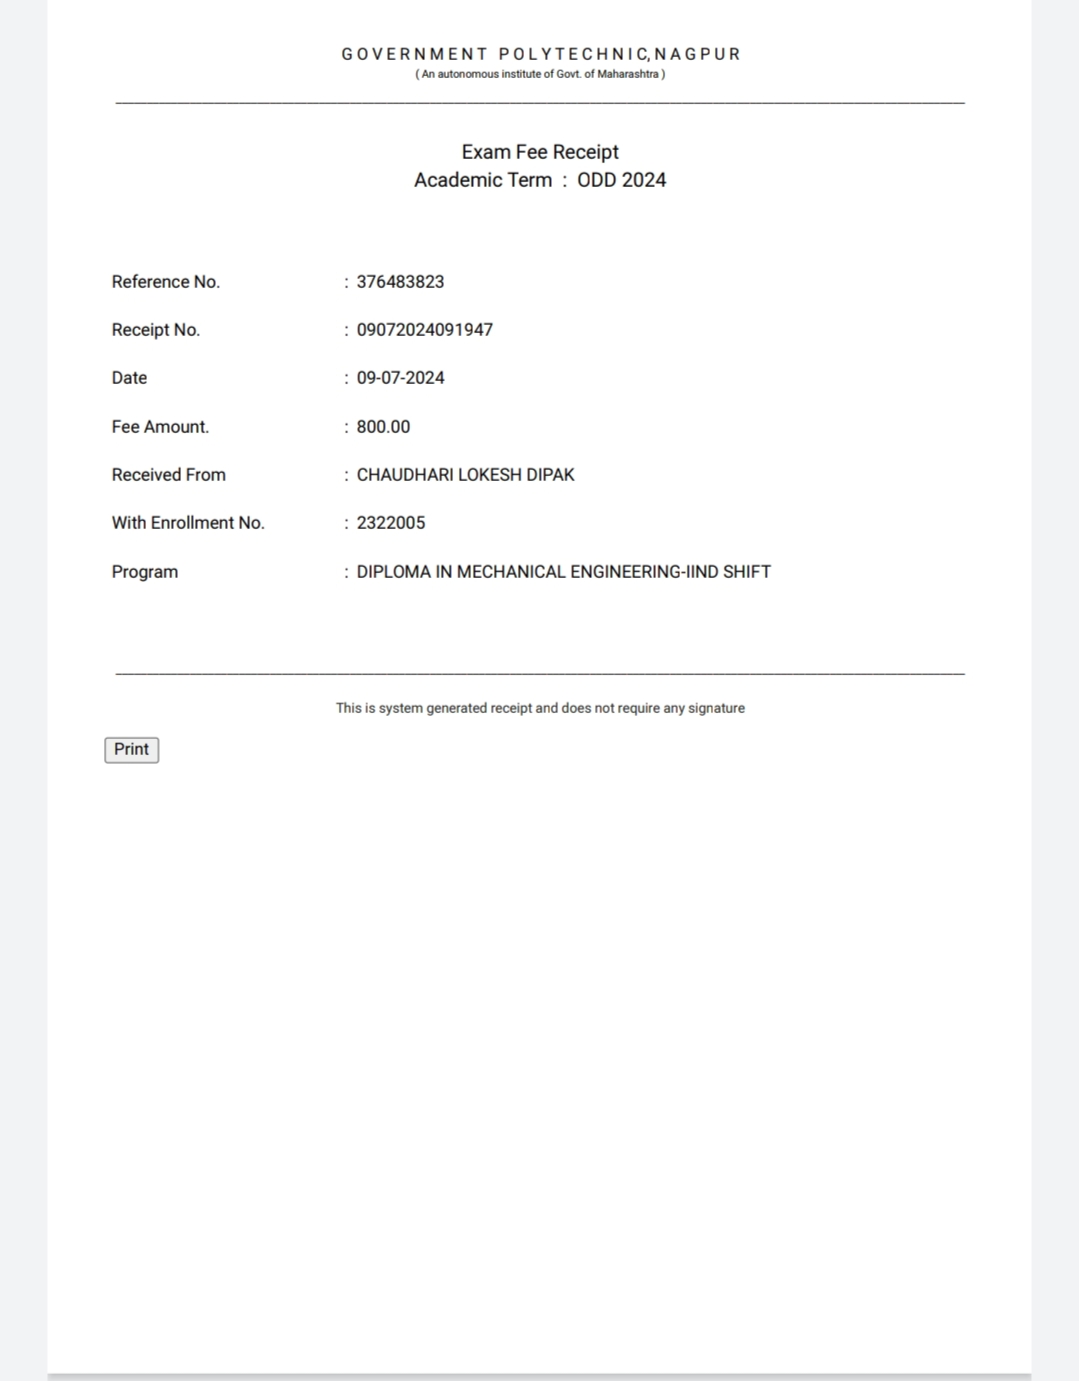 GOVERNMENT POLYTECHNIC,NAGPUR
( An autonomous institute of Govt. of Maharashtra )
Exam Fee Receipt
Academic Term : ODD 2024
Reference No. : 376483823
Receipt No. : 09072024091947
Date : 09-07-2024
Fee Amount. : 800.00
Received From : CHAUDHARI LOKESH DIPAK
With Enrollment No. : 2322005
Program : DIPLOMA IN MECHANICAL ENGINEERING-IIND SHIFT
This is system generated receipt and does not require any signature
Print